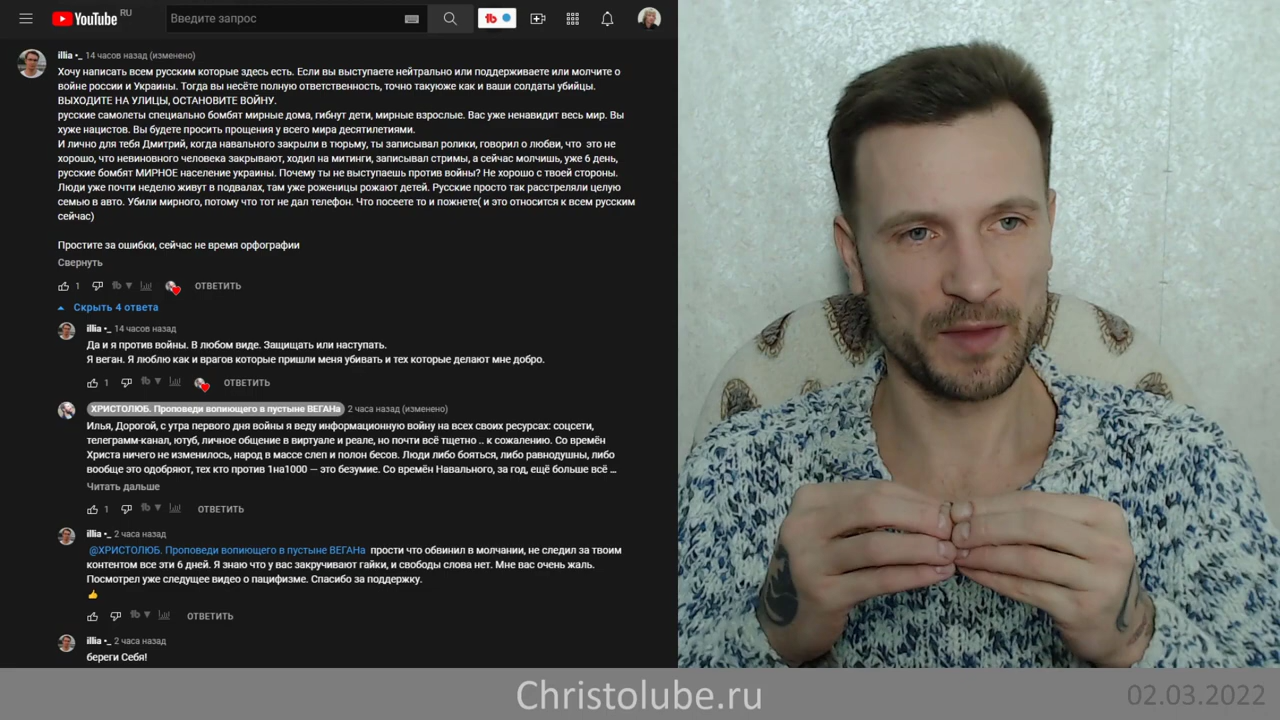 YouTube RU
Введите запрос
illia •_ 14 часов назад (изменено)
Хочу написать всем русским которые здесь есть. Если вы выступаете нейтрально или поддерживаете или молчите о
войне россии и Украины. Тогда вы несёте полную ответственность, точно такуюже как и ваши солдаты убийцы.
ВЫХОДИТЕ НА УЛИЦЫ, ОСТАНОВИТЕ ВОЙНУ.
русские самолеты специально бомбят мирные дома, гибнут дети, мирные взрослые. Вас уже ненавидит весь мир. Вы
хуже нацистов. Вы будете просить прощения у всего мира десятилетиями.
И лично для тебя Дмитрий, когда навального закрыли в тюрьму, ты записывал ролики, говорил о любви, что это не
хорошо, что невиновного человека закрывают, ходил на митинги, записывал стримы, а сейчас молчишь, уже 6 день,
русские бомбят МИРНОЕ население украины. Почему ты не выступаешь против войны? Не хорошо с твоей стороны.
Люди уже почти неделю живут в подвалах, там уже роженицы рожают детей. Русские просто так расстреляли целую
семью в авто. Убили мирного, потому что тот не дал телефон. Что посеете то и пожнете( и это относится к всем русским
сейчас)
Простите за ошибки, сейчас не время орфографии
Свернуть
1 ОТВЕТИТЬ
Скрыть 4 ответа
illia •_ 14 часов назад
Да и я против войны. В любом виде. Защищать или наступать.
Я веган. Я люблю как и врагов которые пришли меня убивать и тех которые делают мне добро.
1 ОТВЕТИТЬ
ХРИСТОЛЮБ. Проповеди вопиющего в пустыне ВЕГАНа 2 часа назад (изменено)
Илья, Дорогой, с утра первого дня войны я веду информационную войну на всех своих ресурсах: соцсети,
телеграмм-канал, ютуб, личное общение в виртуале и реале, но почти всё тщетно .. к сожалению. Со времён
Христа ничего не изменилось, народ в массе слеп и полон бесов. Люди либо бояться, либо равнодушны, либо
вообще это одобряют, тех кто против 1на1000 — это безумие. Со времён Навального, за год, ещё больше всё ...
Читать дальше
1 ОТВЕТИТЬ
illia •_ 2 часа назад
@ХРИСТОЛЮБ. Проповеди вопиющего в пустыне ВЕГАНа прости что обвинил в молчании, не следил за твоим
контентом все эти 6 дней. Я знаю что у вас закручивают гайки, и свободы слова нет. Мне вас очень жаль.
Посмотрел уже следущее видео о пацифизме. Спасибо за поддержку.
ОТВЕТИТЬ
illia •_ 2 часа назад
береги Себя!
Christolube.ru
02.03.2022